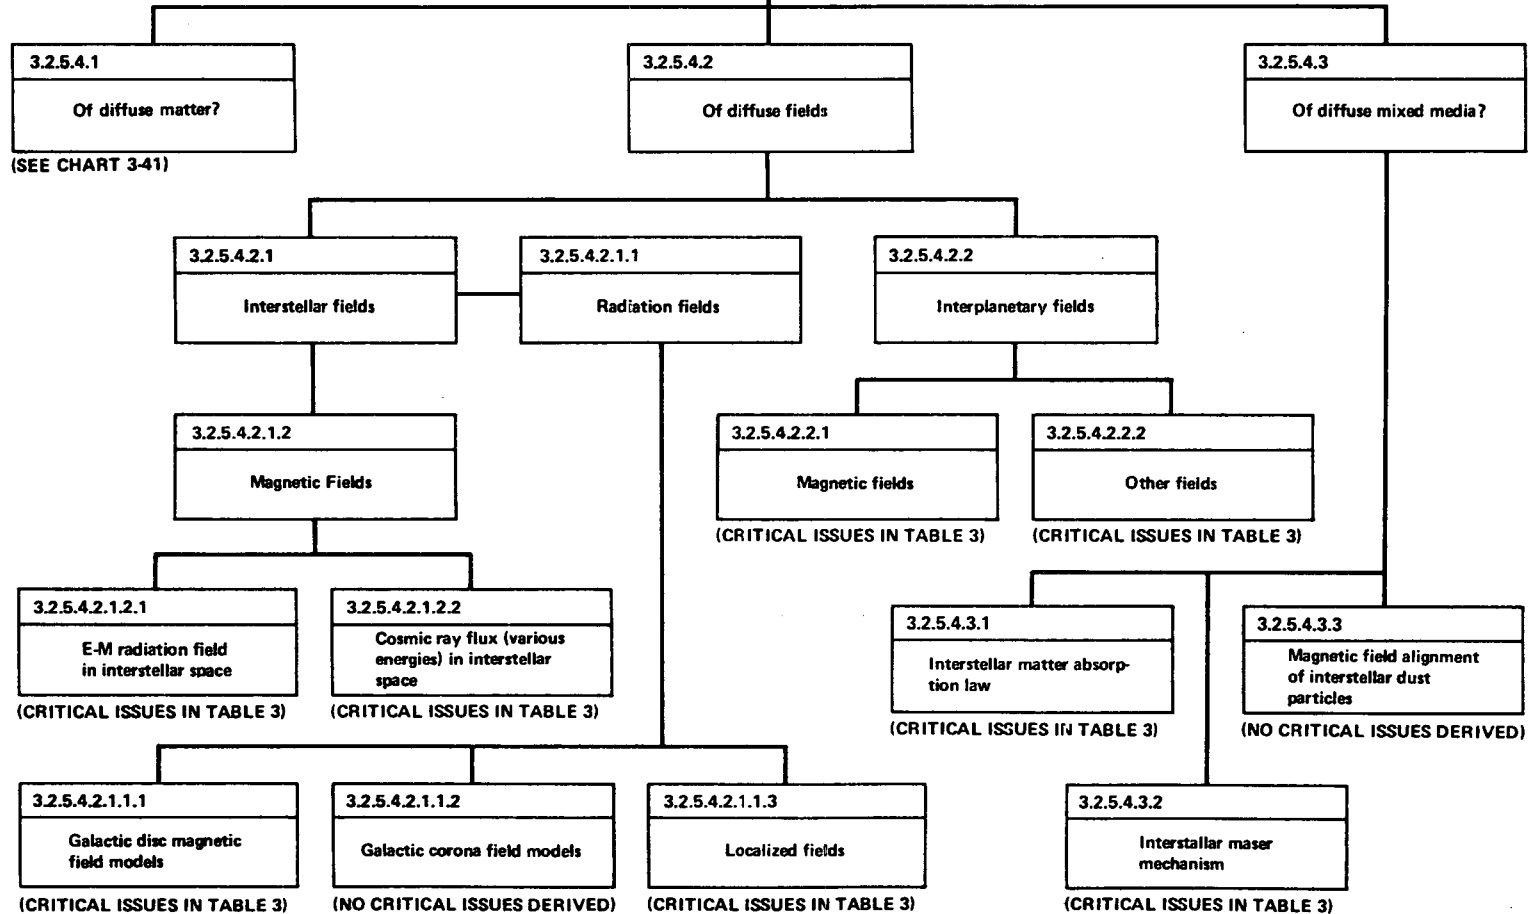 3.2.5.4.1
Of diffuse matter?
(SEE CHART 3-41)
3.2.5.4.2
Of diffuse fields
3.2.5.4.3
Of diffuse mixed media?
3.2.5.4.2.1
Interstellar fields
3.2.5.4.2.1.1
Radiation fields
3.2.5.4.2.2
Interplanetary fields
3.2.5.4.2.1.2
Magnetic Fields
3.2.5.4.2.2.1
Magnetic fields
(CRITICAL ISSUES IN TABLE 3)
3.2.5.4.2.2.2
Other fields
(CRITICAL ISSUES IN TABLE 3)
3.2.5.4.2.1.2.1
E-M radiation field
in interstellar space
(CRITICAL ISSUES IN TABLE 3)
3.2.5.4.2.1.2.2
Cosmic ray flux (various
energies) in interstellar
space
(CRITICAL ISSUES IN TABLE 3)
3.2.5.4.3.1
Interstellar matter absorp-
tion law
(CRITICAL ISSUES IN TABLE 3)
3.2.5.4.3.3
Magnetic field alignment
of interstellar dust
particles
(NO CRITICAL ISSUES DERIVED)
3.2.5.4.2.1.1.1
Galactic disc magnetic
field models
(CRITICAL ISSUES IN TABLE 3)
3.2.5.4.2.1.1.2
Galactic corona field models
(NO CRITICAL ISSUES DERIVED)
3.2.5.4.2.1.1.3
Localized fields
(CRITICAL ISSUES IN TABLE 3)
3.2.5.4.3.2
Interstallar maser
mechanism
(CRITICAL ISSUES IN TABLE 3)